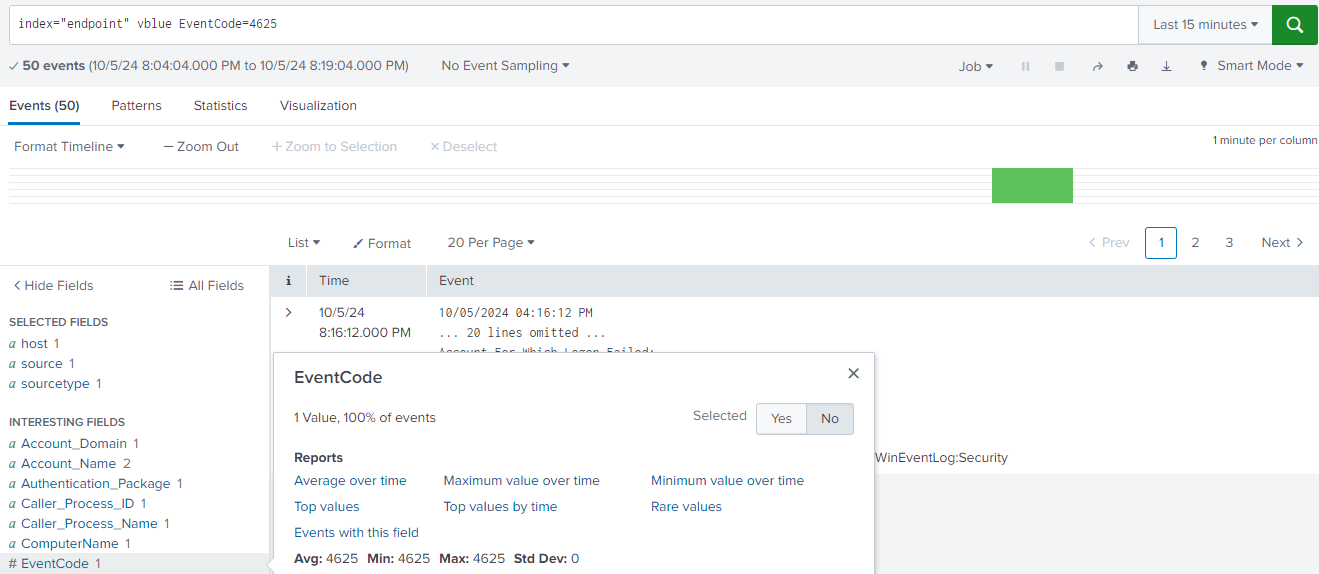 index="endpoint" vblue EventCode=4625
Last 15 minutes
50 events (10/5/24 8:04:04.000 PM to 10/5/24 8:19:04.000 PM)
No Event Sampling
Job
Smart Mode
Events (50) Patterns Statistics Visualization
Format Timeline — Zoom Out + Zoom to Selection × Deselect
1 minute per column
List Format 20 Per Page
< Prev 1 2 3 Next >
< Hide Fields All Fields
i Time Event
SELECTED FIELDS
a host 1
a source 1
a sourcetype 1
INTERESTING FIELDS
a Account_Domain 1
a Account_Name 2
a Authentication_Package 1
a Caller_Process_ID 1
a Caller_Process_Name 1
a ComputerName 1
# EventCode 1
> 10/5/24
8:16:12.000 PM
10/05/2024 04:16:12 PM
... 20 lines omitted ...
Account For Which Logon Failed:
WinEventLog:Security
EventCode
1 Value, 100% of events
Selected Yes No
Reports
Average over time Maximum value over time Minimum value over time
Top values Top values by time Rare values
Events with this field
Avg: 4625 Min: 4625 Max: 4625 Std Dev: 0